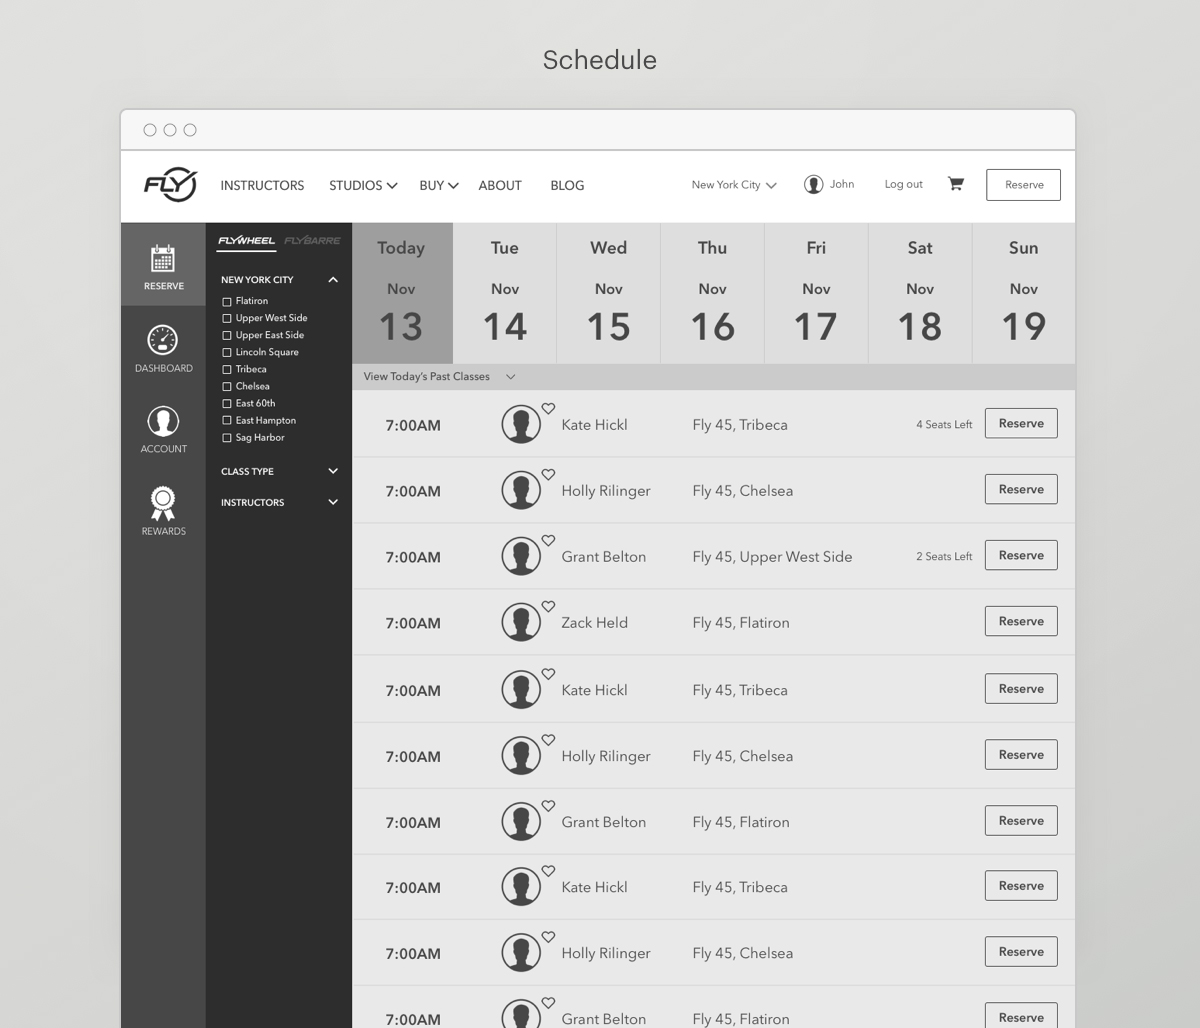 Schedule
FLY INSTRUCTORS STUDIOS BUY ABOUT BLOG New York City John Log out Reserve
RESERVE
DASHBOARD
ACCOUNT
REWARDS
FLYWHEEL FLYBARRE
NEW YORK CITY
Flatiron
Upper West Side
Upper East Side
Lincoln Square
Tribeca
Chelsea
East 60th
East Hampton
Sag Harbor
CLASS TYPE
INSTRUCTORS
Today Tue Wed Thu Fri Sat Sun
Nov Nov Nov Nov Nov Nov Nov
13 14 15 16 17 18 19
View Today's Past Classes
7:00AM Kate Hickl Fly 45, Tribeca 4 Seats Left Reserve
7:00AM Holly Rilinger Fly 45, Chelsea Reserve
7:00AM Grant Belton Fly 45, Upper West Side 2 Seats Left Reserve
7:00AM Zack Held Fly 45, Flatiron Reserve
7:00AM Kate Hickl Fly 45, Tribeca Reserve
7:00AM Holly Rilinger Fly 45, Chelsea Reserve
7:00AM Grant Belton Fly 45, Flatiron Reserve
7:00AM Kate Hickl Fly 45, Tribeca Reserve
7:00AM Holly Rilinger Fly 45, Chelsea Reserve
7:00AM Grant Belton Fly 45, Flatiron Reserve